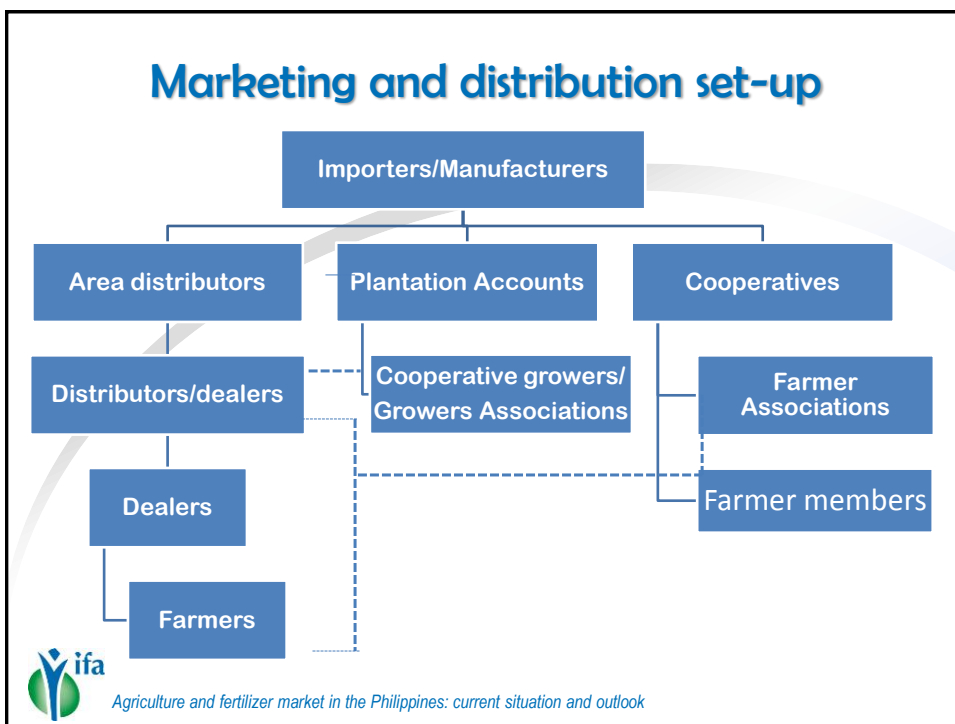 Marketing and distribution set-up
Importers/Manufacturers
Area distributors
Plantation Accounts
Cooperatives
Distributors/dealers
Cooperative growers/
Growers Associations
Farmer
Associations
Dealers
Farmer members
Farmers
ifa
Agriculture and fertilizer market in the Philippines: current situation and outlook